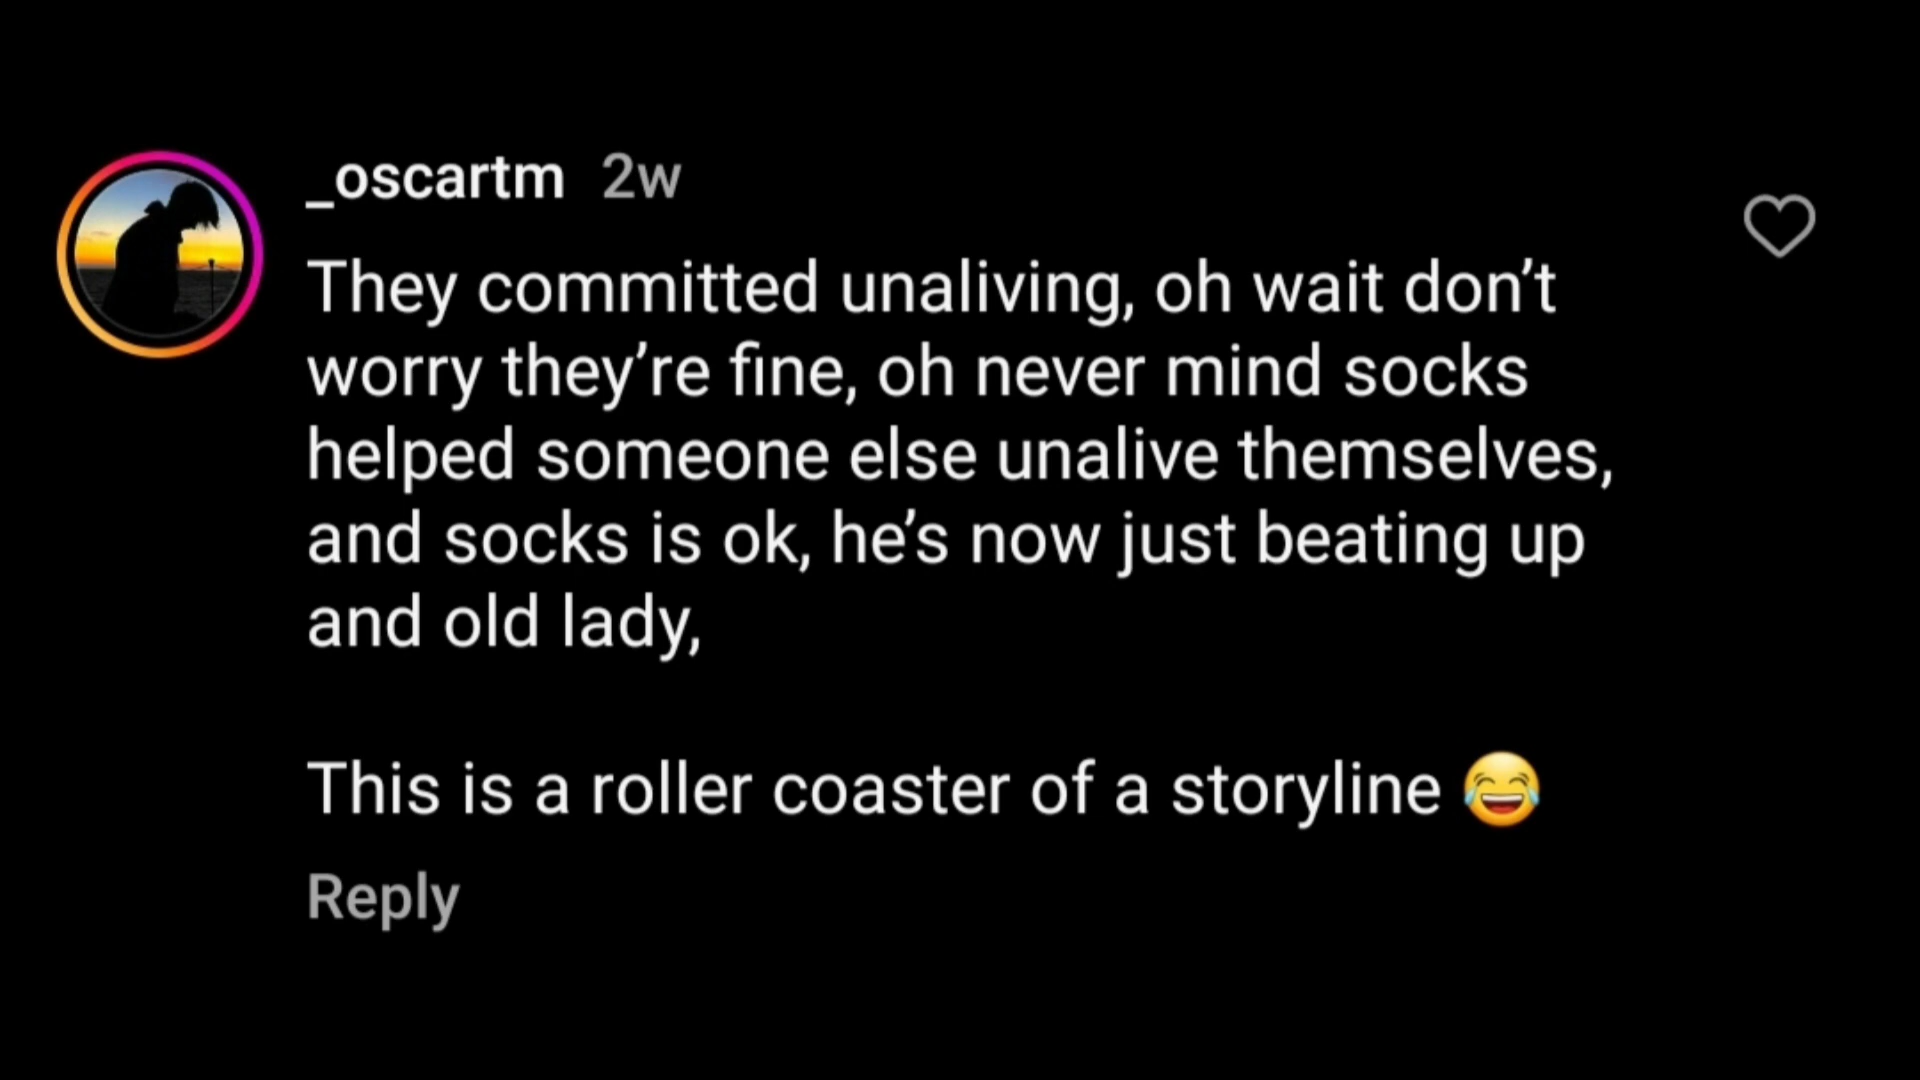 _oscartm 2w
They committed unaliving, oh wait don’t
worry they’re fine, oh never mind socks
helped someone else unalive themselves,
and socks is ok, he’s now just beating up
and old lady,
This is a roller coaster of a storyline 😂
Reply